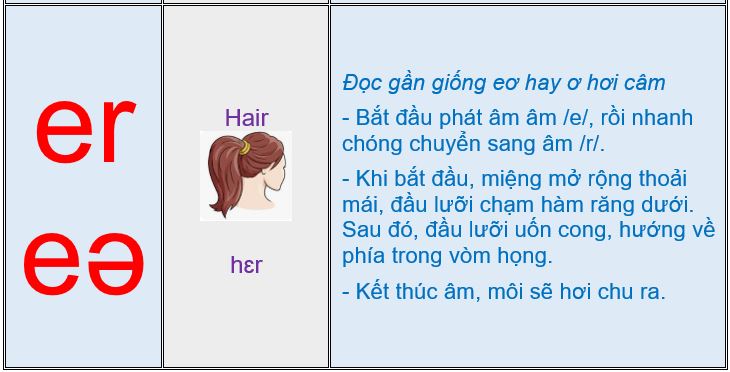 er
eə
Hair
hɛr
Đọc gần giống eơ hay ơ hơi câm
- Bắt đầu phát âm âm /e/, rồi nhanh
chóng chuyển sang âm /r/.
- Khi bắt đầu, miệng mở rộng thoải
mái, đầu lưỡi chạm hàm răng dưới.
Sau đó, đầu lưỡi uốn cong, hướng về
phía trong vòm họng.
- Kết thúc âm, môi sẽ hơi chu ra.